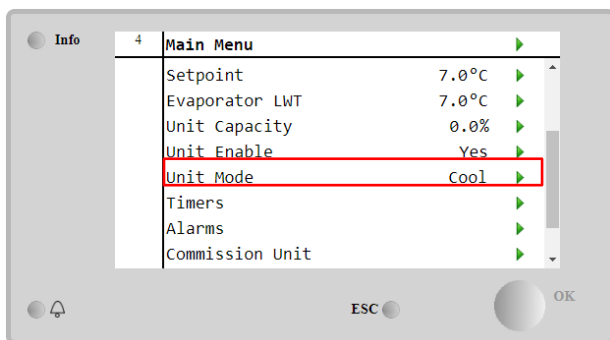 Info
4 Main Menu
Setpoint 7.0°C
Evaporator LWT 7.0°C
Unit Capacity 0.0%
Unit Enable Yes
Unit Mode Cool
Timers
Alarms
Commission Unit
ESC OK